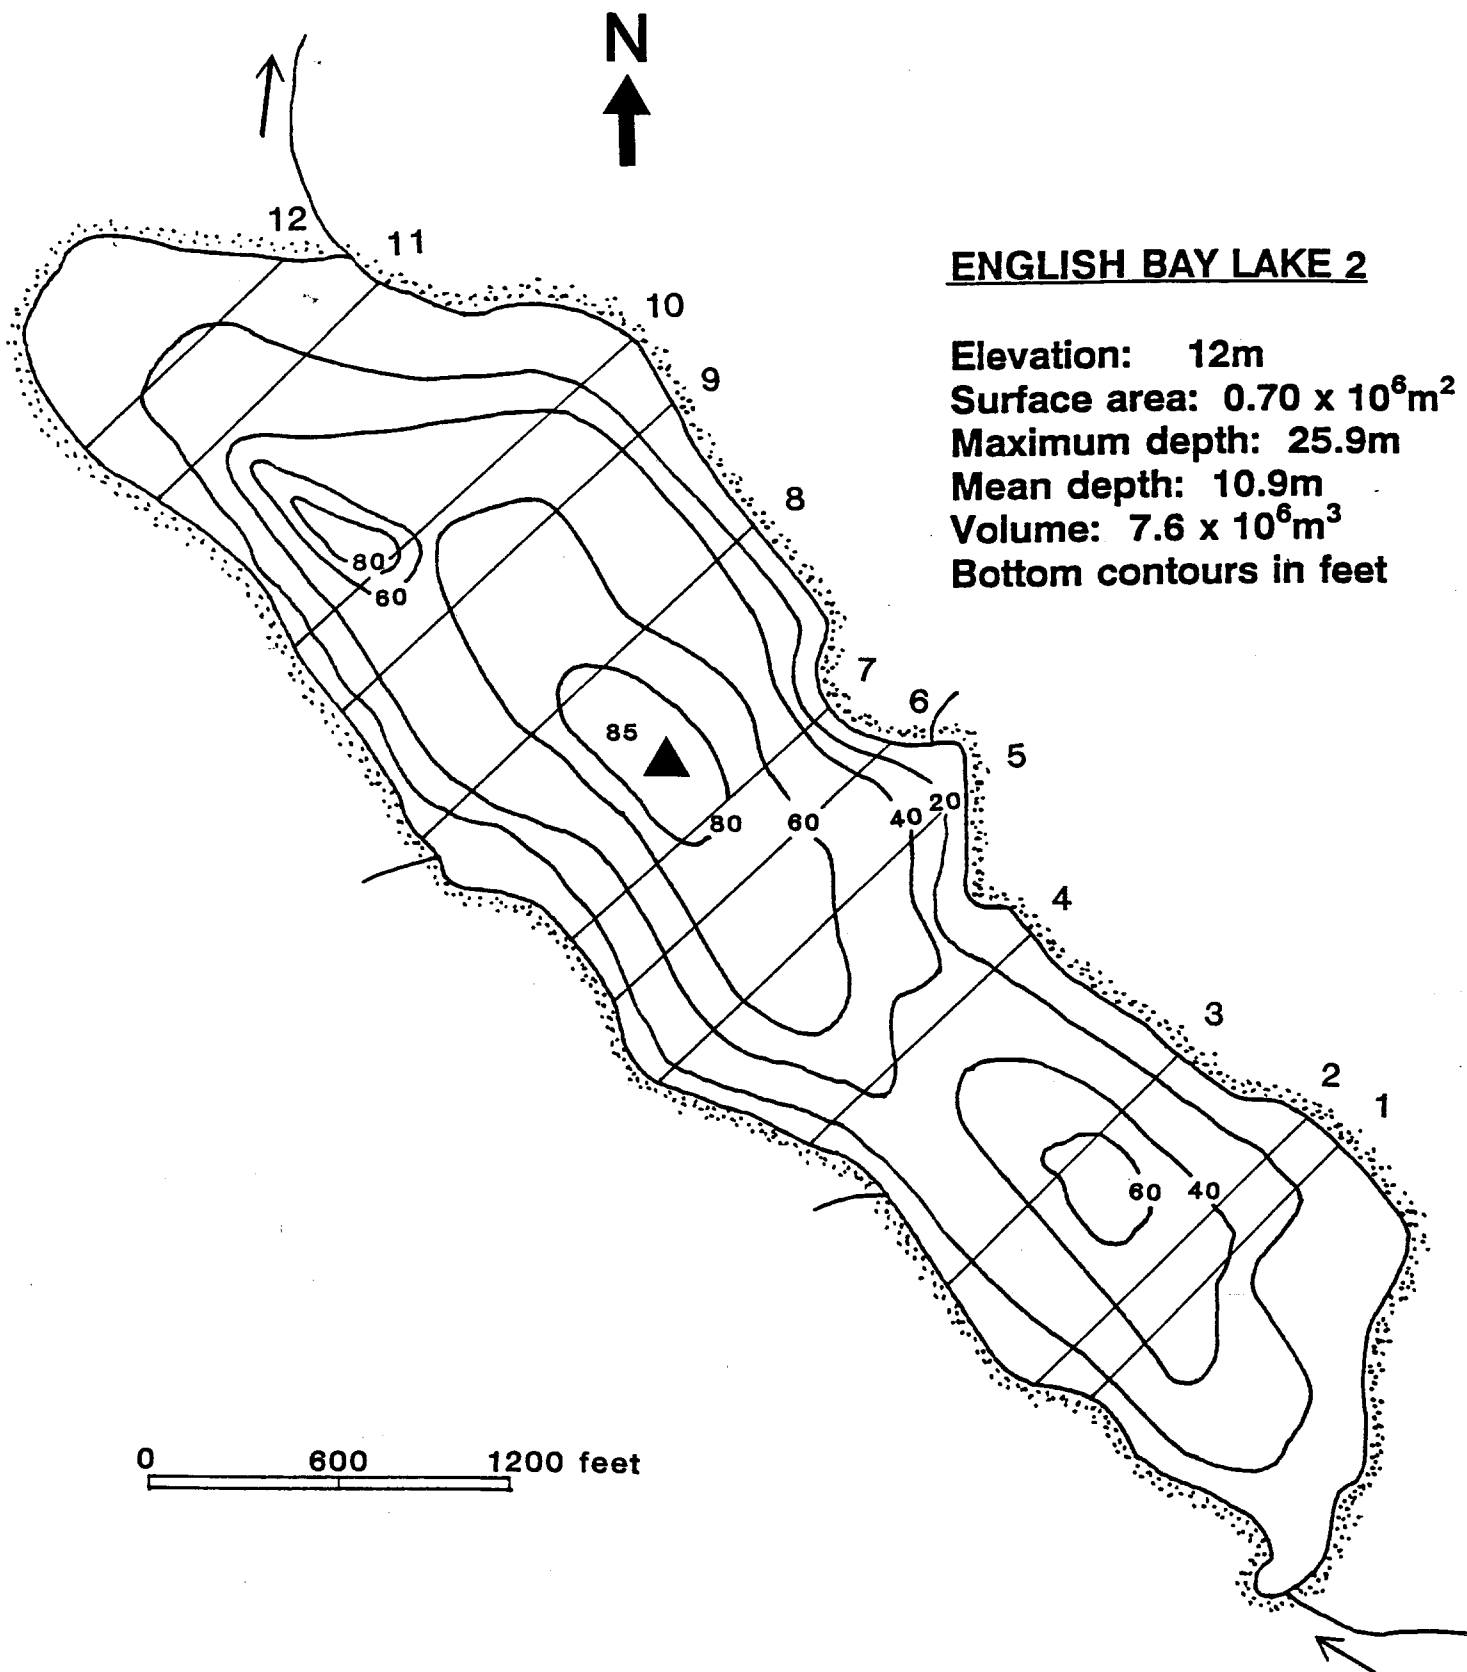 N
12
11
10
9
8
7
6
5
4
3
2
1
ENGLISH BAY LAKE 2
Elevation: 12m
Surface area: 0.70 x 10⁶m²
Maximum depth: 25.9m
Mean depth: 10.9m
Volume: 7.6 x 10⁶m³
Bottom contours in feet
80
60
85
80
60
40
20
60
40
0 600 1200 feet